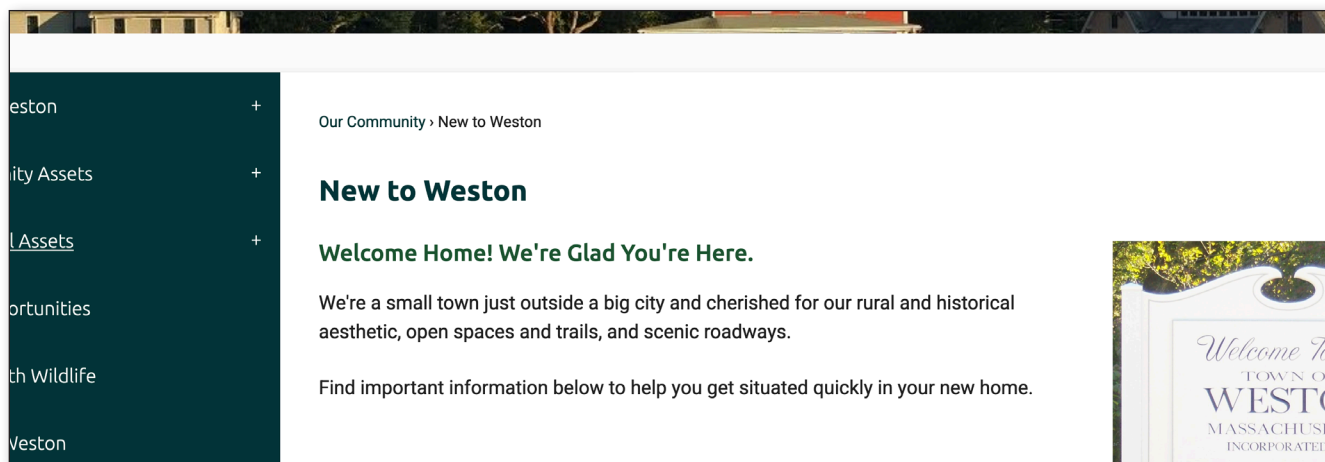 eston +
ity Assets +
l Assets +
ortunities
th Wildlife
Weston
Our Community › New to Weston
New to Weston
Welcome Home! We're Glad You're Here.
We're a small town just outside a big city and cherished for our rural and historical
aesthetic, open spaces and trails, and scenic roadways.
Find important information below to help you get situated quickly in your new home.
Welcome To
TOWN O
WESTO
MASSACHUS
INCORPORATED